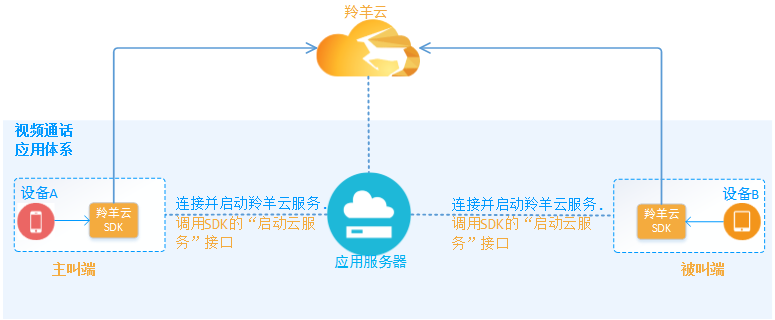 羚羊云
视频通话
应用体系
设备A
羚羊云
SDK
主叫端
连接并启动羚羊云服务.
调用SDK的“启动云服
务”接口
应用服务器
连接并启动羚羊云服务.
调用SDK的“启动云服
务”接口
设备B
羚羊云
SDK
被叫端